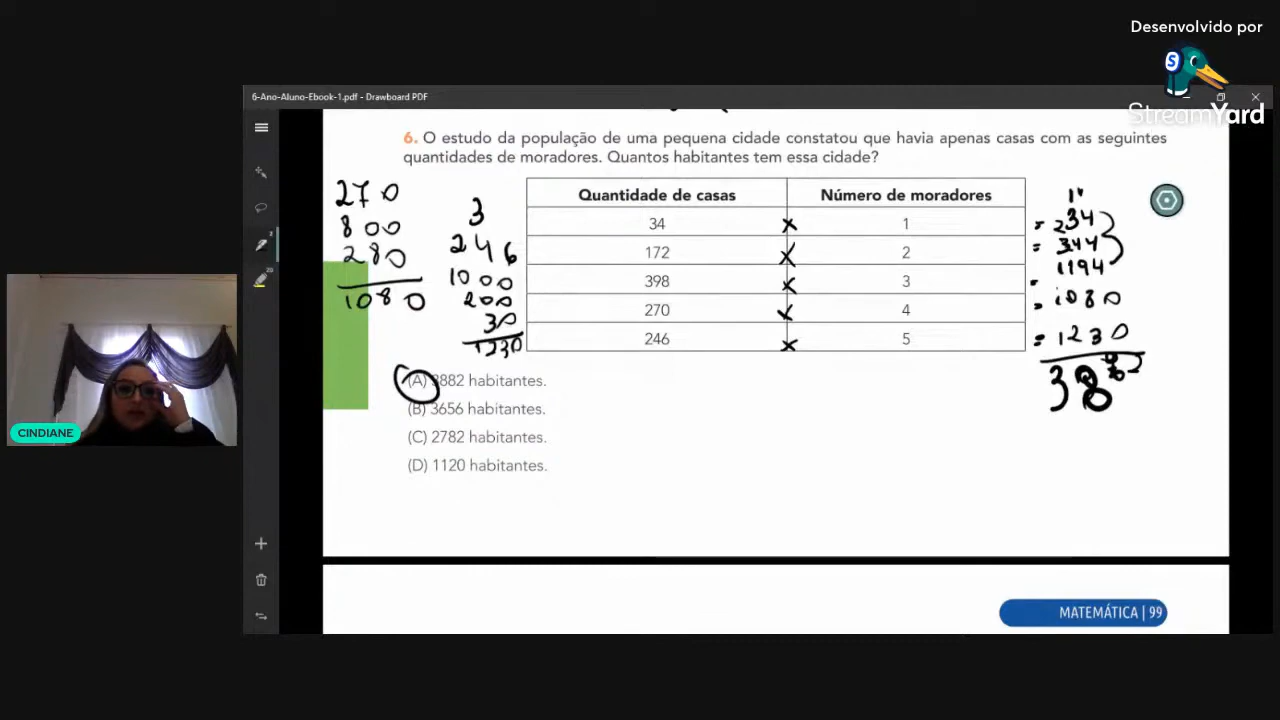 Desenvolvido por
StreamYard
6-Ano-Aluno-Ebook-1.pdf - Drawboard PDF
6. O estudo da população de uma pequena cidade constatou que havia apenas casas com as seguintes
quantidades de moradores. Quantos habitantes tem essa cidade?
Quantidade de casas Número de moradores
34 x 1 = 34
172 x 2 = 344
398 x 3 = 1194
270 x 4 = 1080
246 x 5 = 1230
270
800
280
1080
3
246
1000
200
30
1230
(A) 3882 habitantes.
(B) 3656 habitantes.
(C) 2782 habitantes.
(D) 1120 habitantes.
CINDIANE
MATEMÁTICA | 99